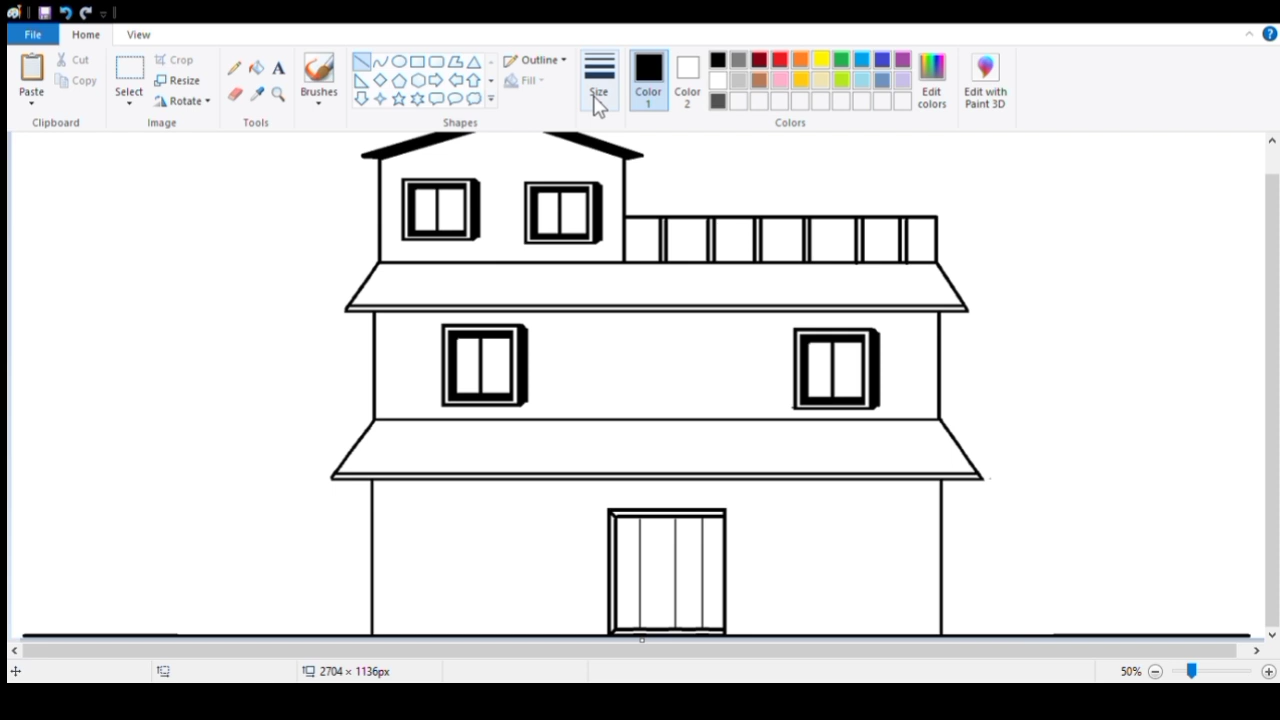 File Home View
Paste Cut Copy
Clipboard
Select Crop Resize Rotate
Image
A
Tools
Brushes
Outline Fill
Shapes
Size
Color 1 Color 2
Edit colors
Colors
Edit with Paint 3D
?
2704 × 1136px
50%